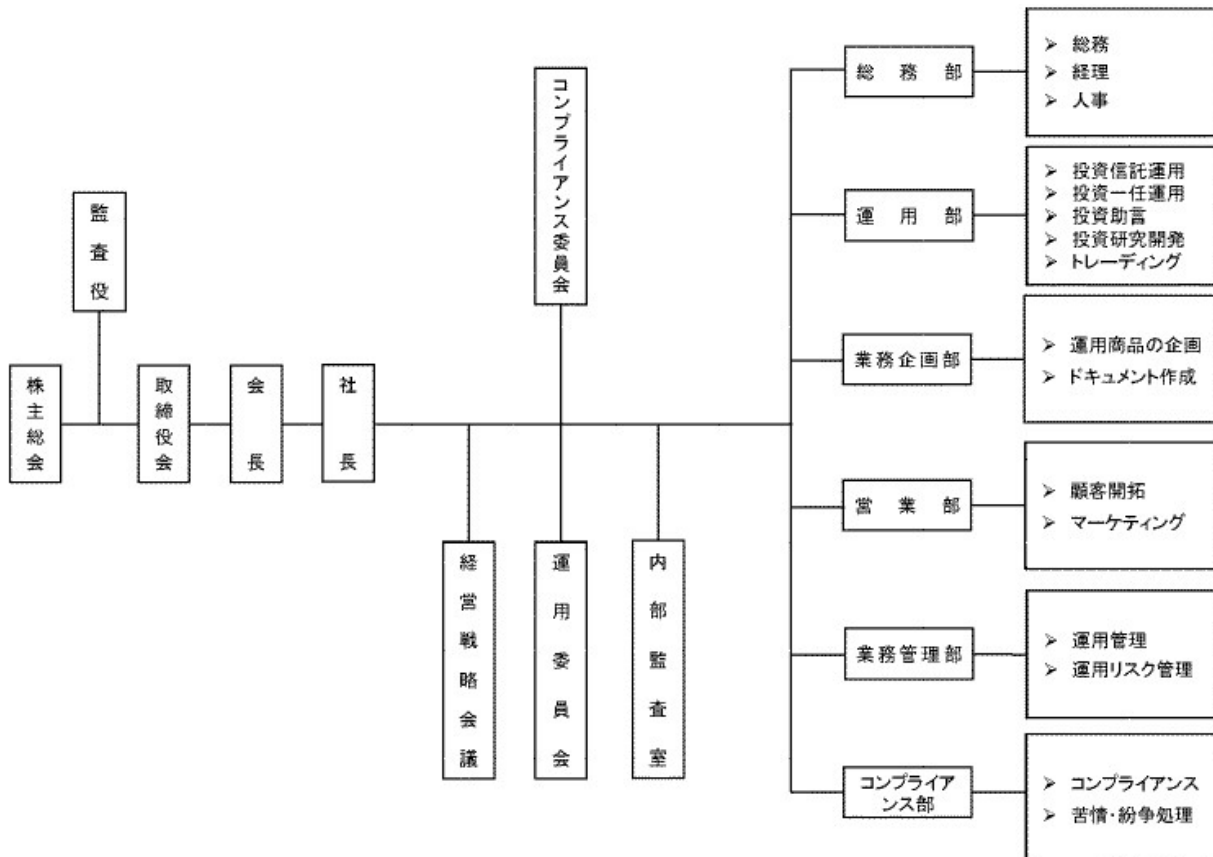 株主総会
監査役
取締役会
会長
社長
コンプライアンス委員会
経営戦略会議
運用委員会
内部監査室
総務部
➢ 総務
➢ 経理
➢ 人事
運用部
➢ 投資信託運用
➢ 投資一任運用
➢ 投資助言
➢ 投資研究開発
➢ トレーディング
業務企画部
➢ 運用商品の企画
➢ ドキュメント作成
営業部
➢ 顧客開拓
➢ マーケティング
業務管理部
➢ 運用管理
➢ 運用リスク管理
コンプライア
ンス部
➢ コンプライアンス
➢ 苦情・紛争処理